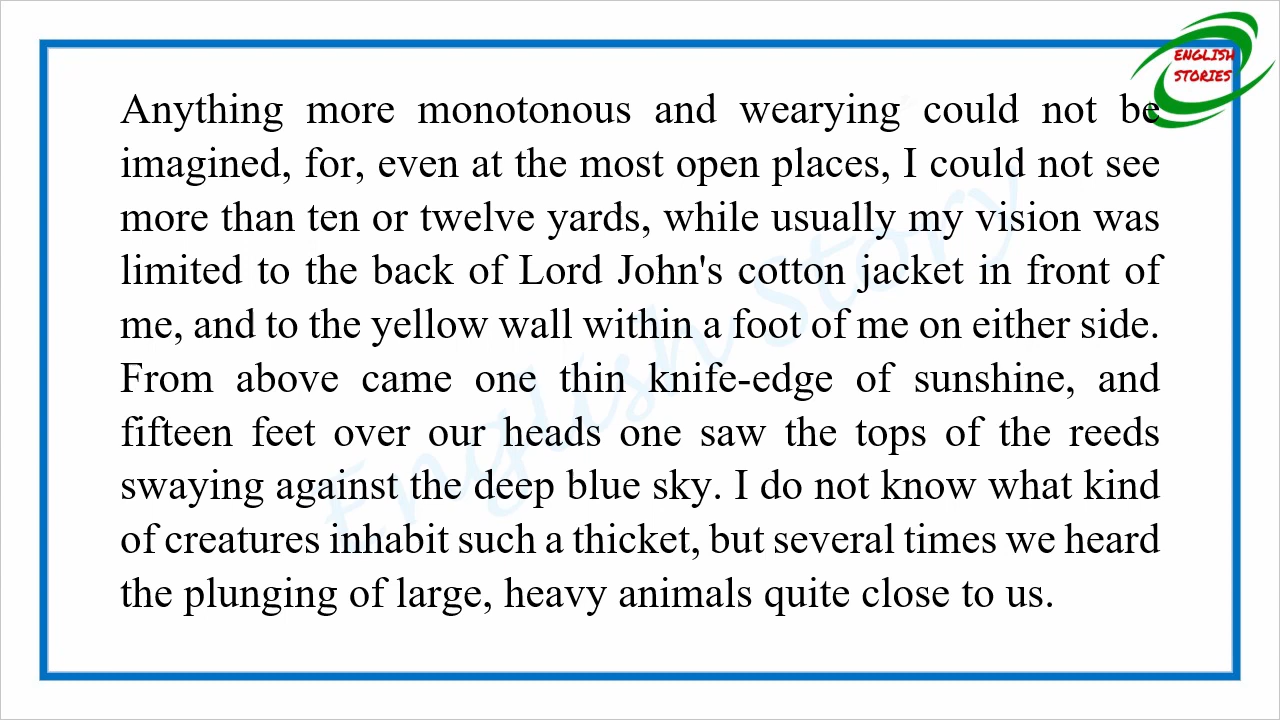 ENGLISH
STORIES
Anything more monotonous and wearying could not be
imagined, for, even at the most open places, I could not see
more than ten or twelve yards, while usually my vision was
limited to the back of Lord John's cotton jacket in front of
me, and to the yellow wall within a foot of me on either side.
From above came one thin knife-edge of sunshine, and
fifteen feet over our heads one saw the tops of the reeds
swaying against the deep blue sky. I do not know what kind
of creatures inhabit such a thicket, but several times we heard
the plunging of large, heavy animals quite close to us.
English Story